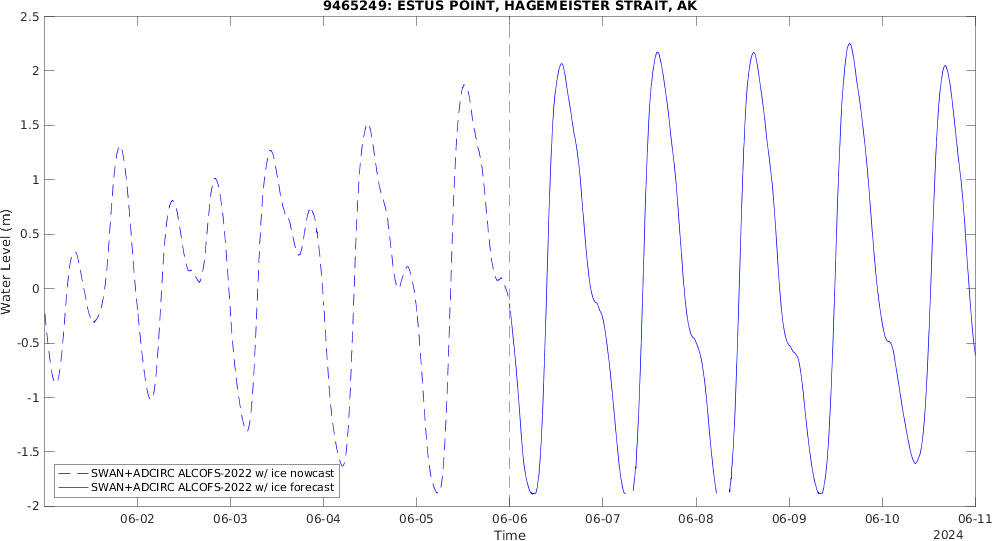 9465249: ESTUS POINT, HAGEMEISTER STRAIT, AK
2.5
2
1.5
1
0.5
0
-0.5
-1
-1.5
-2
Water Level (m)
SWAN+ADCIRC ALCOFS-2022 w/ ice nowcast
SWAN+ADCIRC ALCOFS-2022 w/ ice forecast
06-02 06-03 06-04 06-05 06-06 06-07 06-08 06-09 06-10 06-11
Time
2024